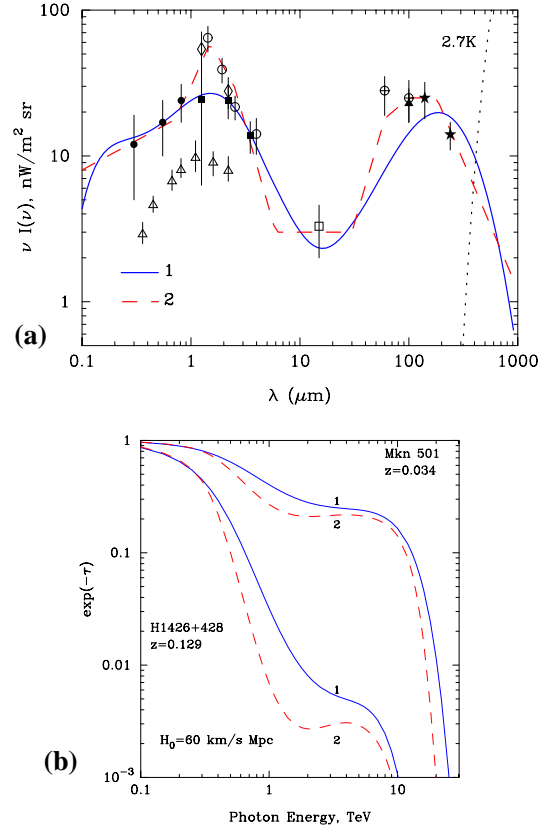 100
2.7K
10
ν I(ν), nW/m² sr
1
1
2
(a)
0.1
1
10
100
1000
λ (μm)
1
Mkn 501
z=0.034
1
2
0.1
exp(−τ)
H1426+428
z=0.129
0.01
1
H₀=60 km/s Mpc
2
(b)
10⁻³
0.1
1
10
Photon Energy, TeV